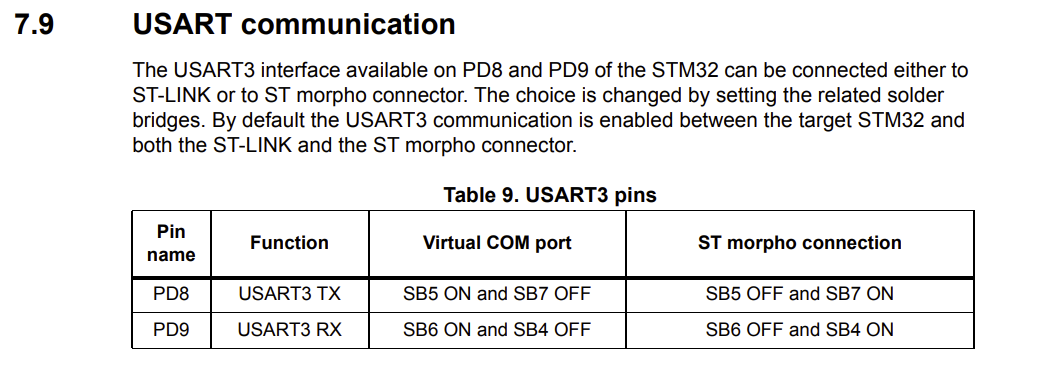 7.9 USART communication
The USART3 interface available on PD8 and PD9 of the STM32 can be connected either to
ST-LINK or to ST morpho connector. The choice is changed by setting the related solder
bridges. By default the USART3 communication is enabled between the target STM32 and
both the ST-LINK and the ST morpho connector.
Table 9. USART3 pins
Pin name Function Virtual COM port ST morpho connection
PD8 USART3 TX SB5 ON and SB7 OFF SB5 OFF and SB7 ON
PD9 USART3 RX SB6 ON and SB4 OFF SB6 OFF and SB4 ON